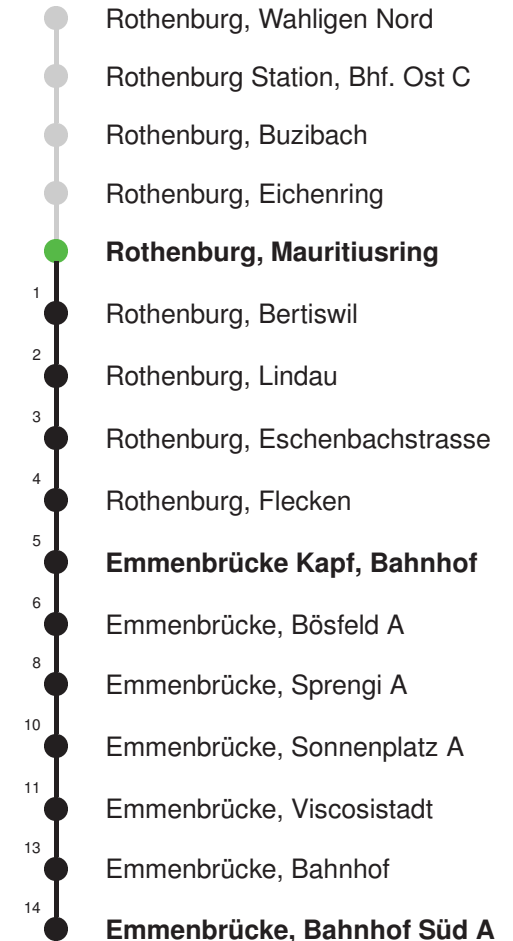 Rothenburg, Wahligen Nord
Rothenburg Station, Bhf. Ost C
Rothenburg, Buzibach
Rothenburg, Eichenring
Rothenburg, Mauritiusring
1 Rothenburg, Bertiswil
2 Rothenburg, Lindau
3 Rothenburg, Eschenbachstrasse
4 Rothenburg, Flecken
5 Emmenbrücke Kapf, Bahnhof
6 Emmenbrücke, Bösfeld A
8 Emmenbrücke, Sprengi A
10 Emmenbrücke, Sonnenplatz A
11 Emmenbrücke, Viscosistadt
13 Emmenbrücke, Bahnhof
14 Emmenbrücke, Bahnhof Süd A